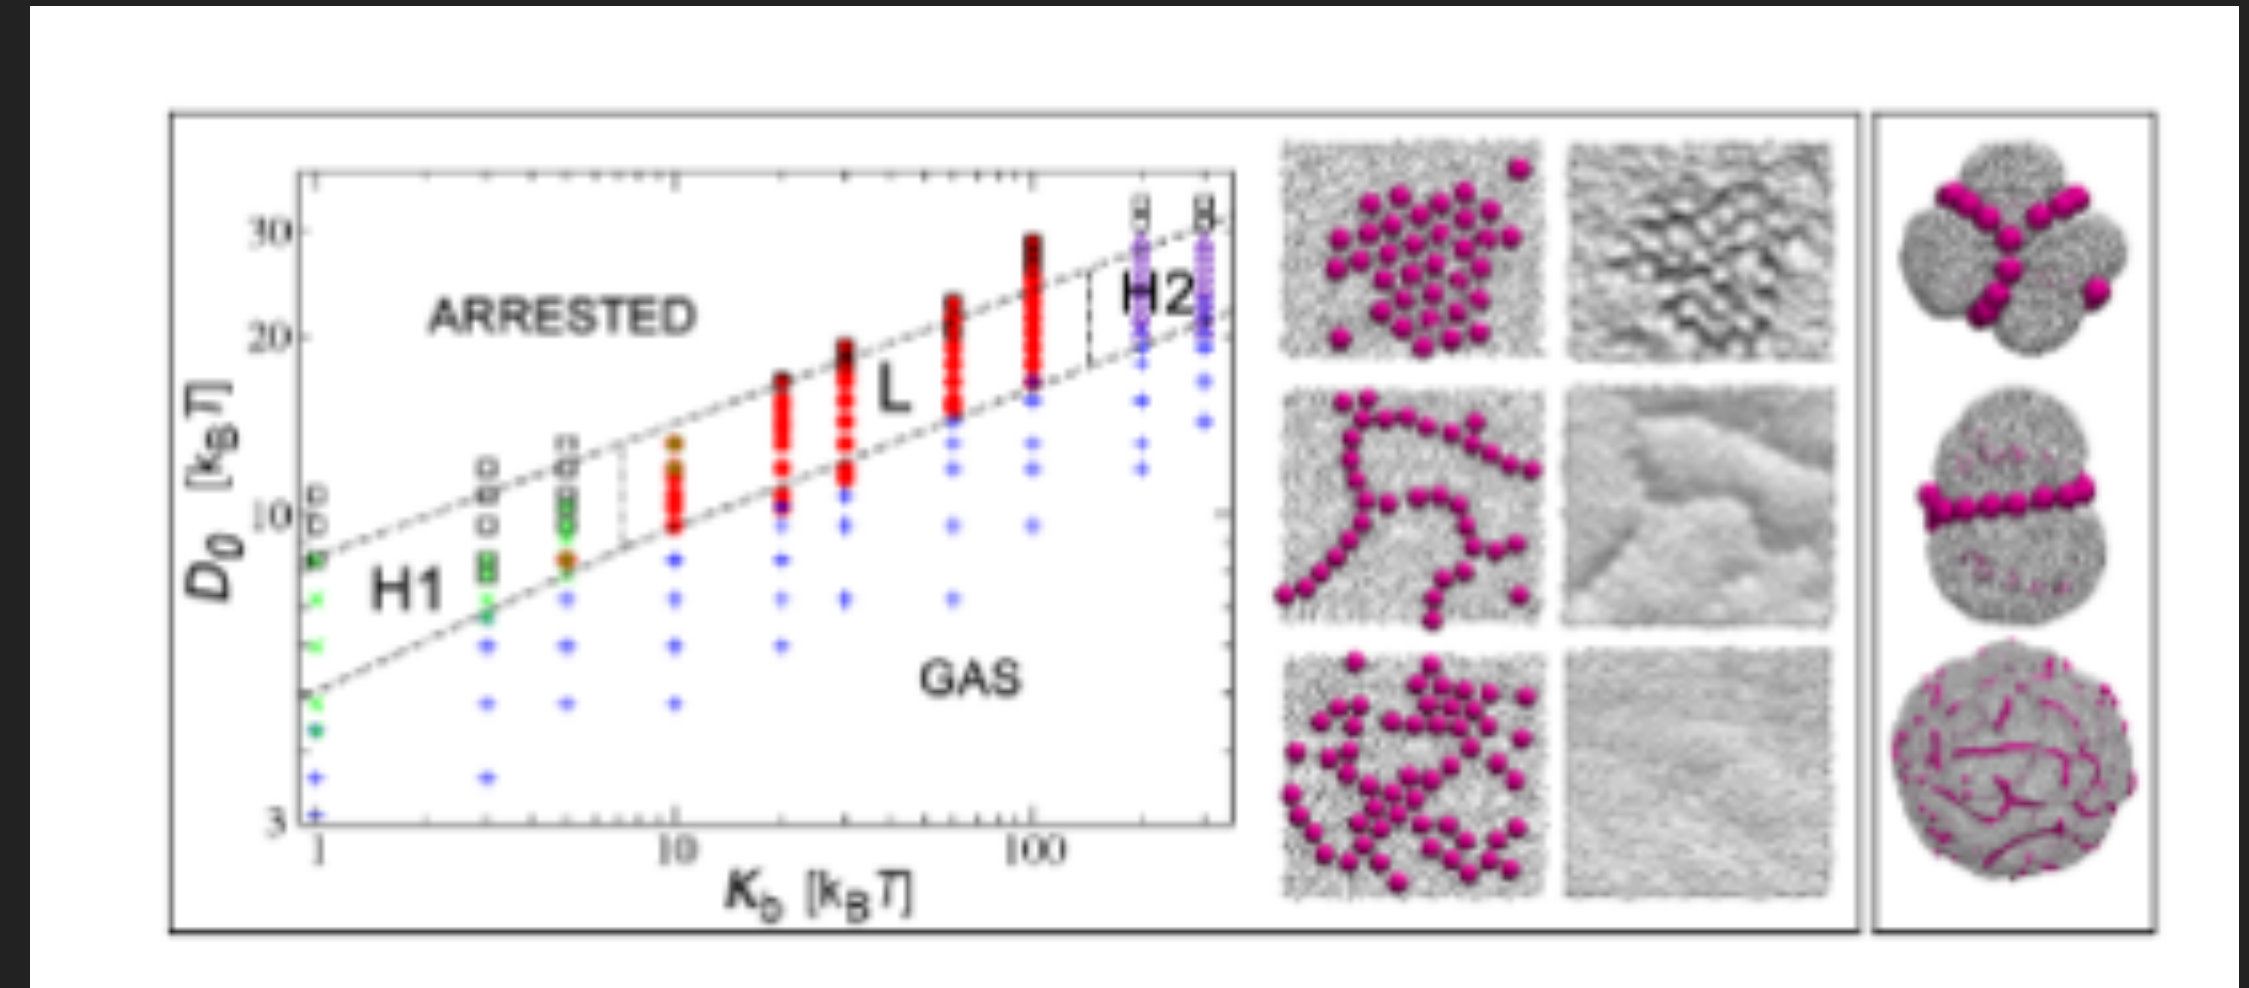 30
ARRESTED
H2
20
L
10
H1
GAS
3
1
10
100
D0 [kBT]
Kb [kBT]